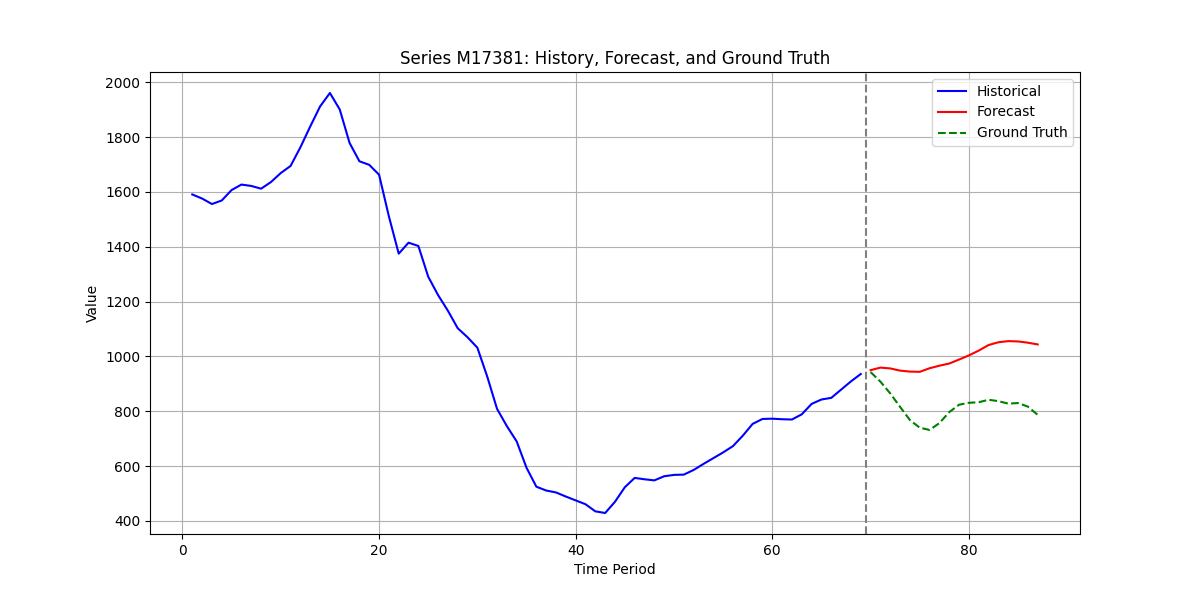 Series M17381: History, Forecast, and Ground Truth
Historical
Forecast
Ground Truth
2000
1800
1600
1400
1200
1000
800
600
400
Value
0 20 40 60 80
Time Period